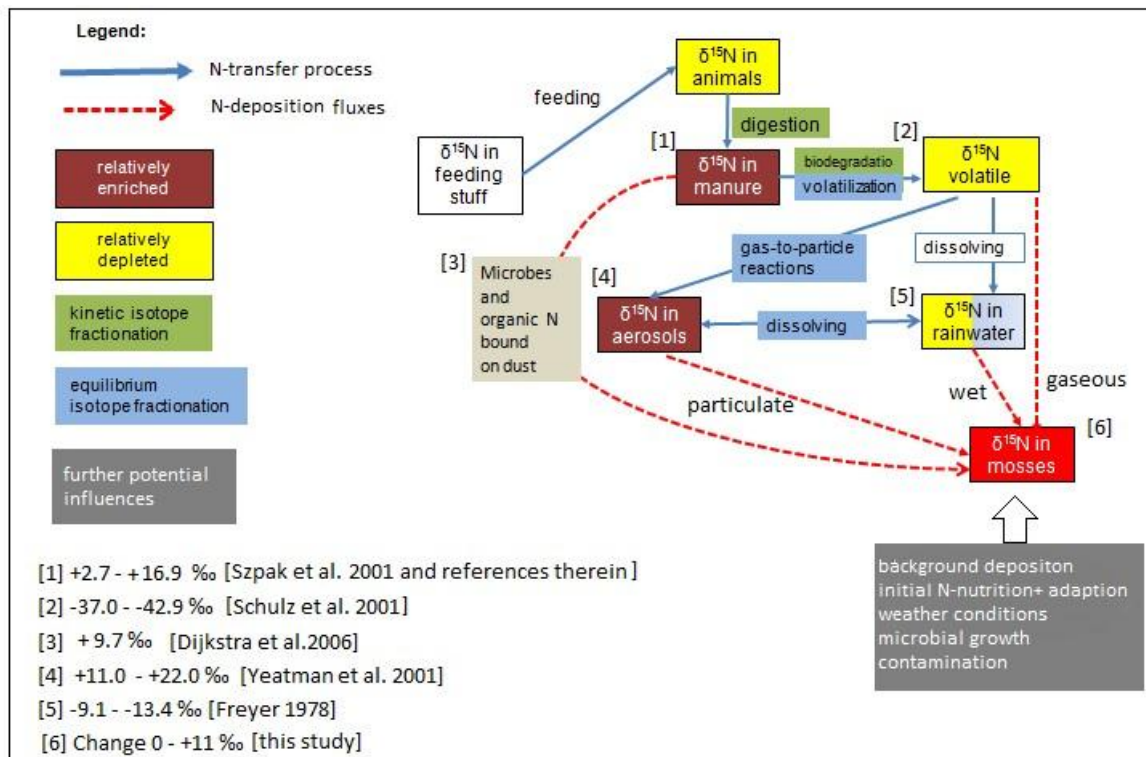 Legend:
N-transfer process
N-deposition fluxes
relatively
enriched
relatively
depleted
kinetic isotope
fractionation
equilibrium
isotope fractionation
further potential
influences
δ¹⁵N in
animals
feeding
digestion
δ¹⁵N in
feeding
stuff
[1]
δ¹⁵N in
manure
biodegradatio
volatilization
[2]
δ¹⁵N
volatile
gas-to-particle
reactions
dissolving
[3]
Microbes
and
organic N
bound
on dust
[4]
δ¹⁵N in
aerosols
dissolving
[5]
δ¹⁵N in
rainwater
particulate
wet
gaseous
[6]
δ¹⁵N in
mosses
background depositon
initial N-nutrition+ adaption
weather conditions
microbial growth
contamination
[1] +2.7 - +16.9 ‰ [Szpak et al. 2001 and references therein]
[2] -37.0 - -42.9 ‰ [Schulz et al. 2001]
[3] + 9.7 ‰ [Dijkstra et al.2006]
[4] +11.0 - +22.0 ‰ [Yeatman et al. 2001]
[5] -9.1 - -13.4 ‰ [Freyer 1978]
[6] Change 0 - +11 ‰ [this study]